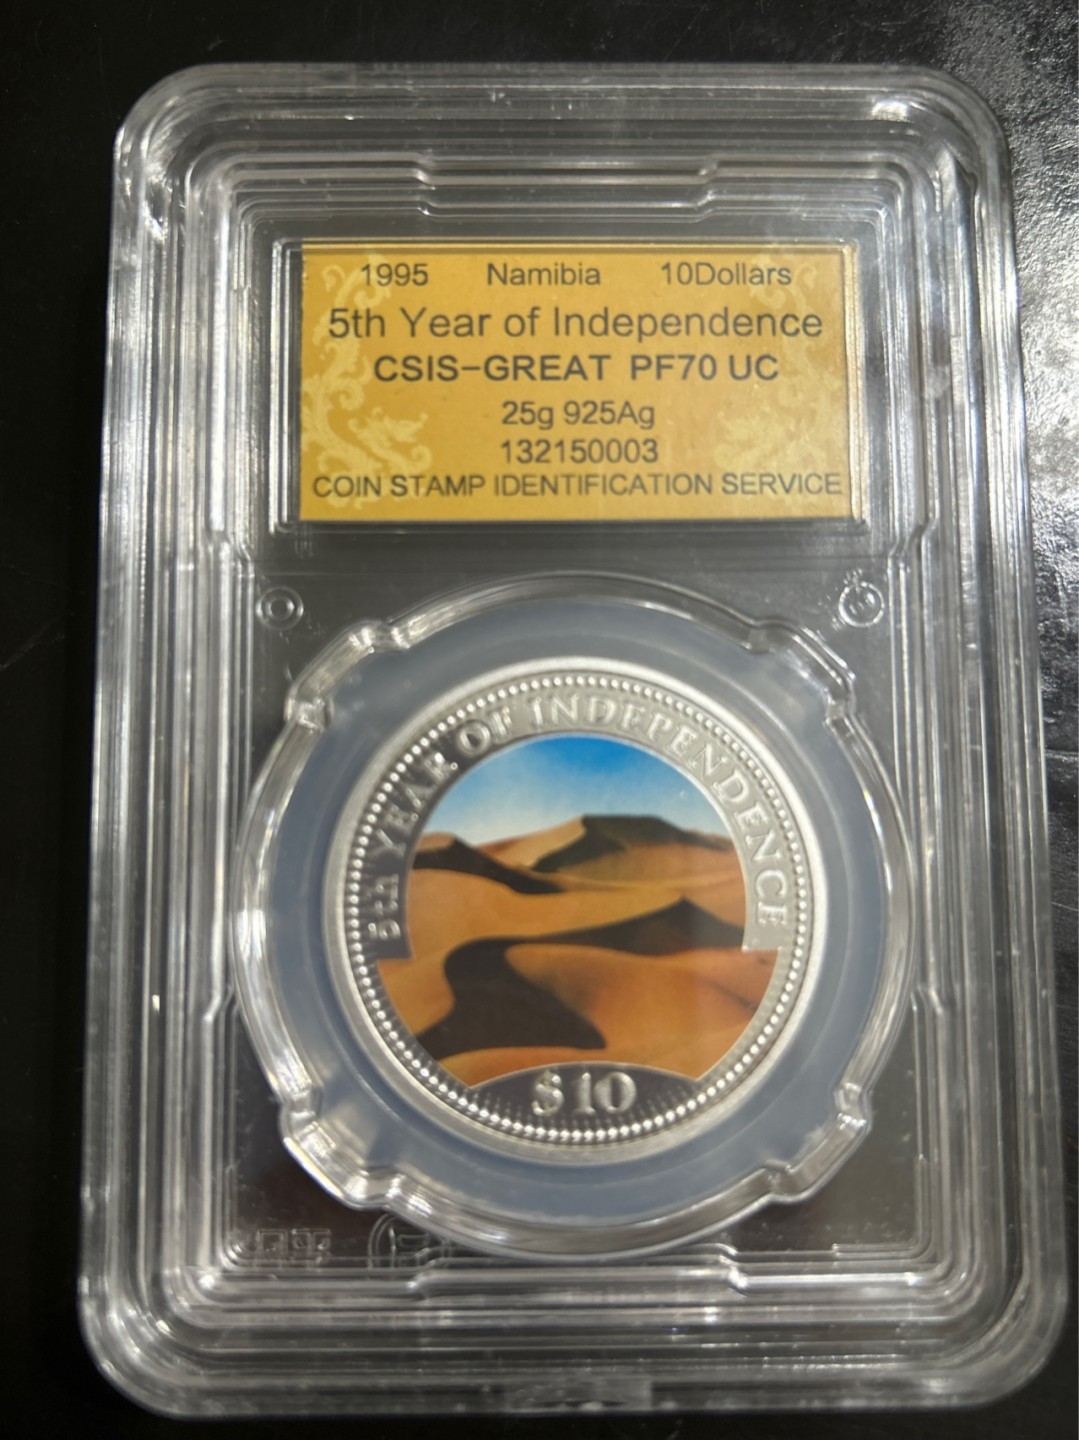 1995 Namibia 10Dollars
5th Year of Independence
CSIS-GREAT PF70 UC
25g 925Ag
132150003
COIN STAMP IDENTIFICATION SERVICE
5th YEAR OF INDEPENDENCE
$10